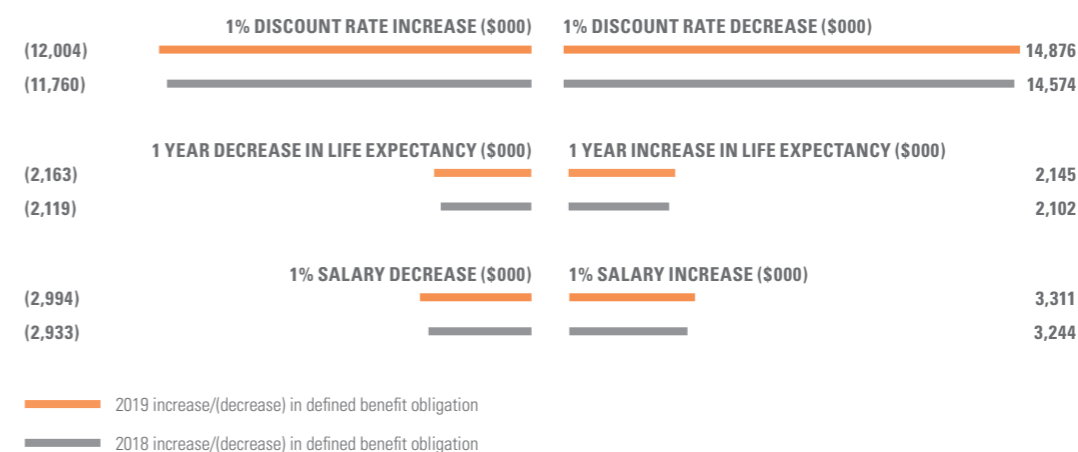 1% DISCOUNT RATE INCREASE ($000) 1% DISCOUNT RATE DECREASE ($000)
(12,004) 14,876
(11,760) 14,574
1 YEAR DECREASE IN LIFE EXPECTANCY ($000) 1 YEAR INCREASE IN LIFE EXPECTANCY ($000)
(2,163) 2,145
(2,119) 2,102
1% SALARY DECREASE ($000) 1% SALARY INCREASE ($000)
(2,994) 3,311
(2,933) 3,244
2019 increase/(decrease) in defined benefit obligation
2018 increase/(decrease) in defined benefit obligation